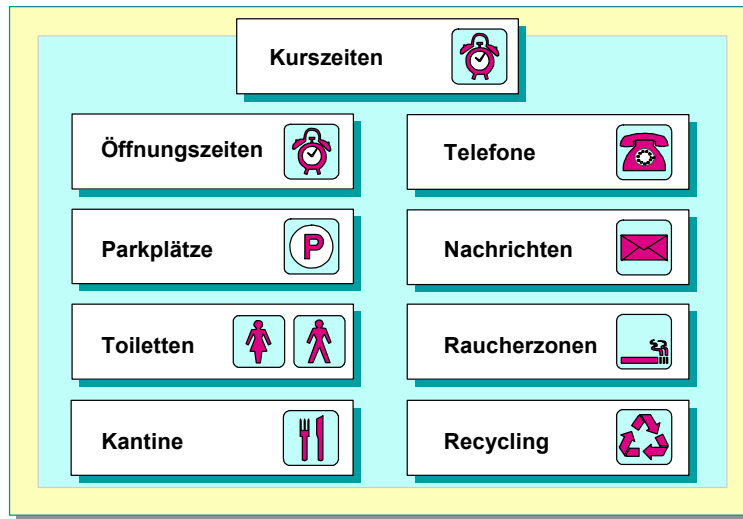 Kurszeiten
Öffnungszeiten
Telefone
Parkplätze
P
Nachrichten
Toiletten
Raucherzonen
Kantine
Recycling